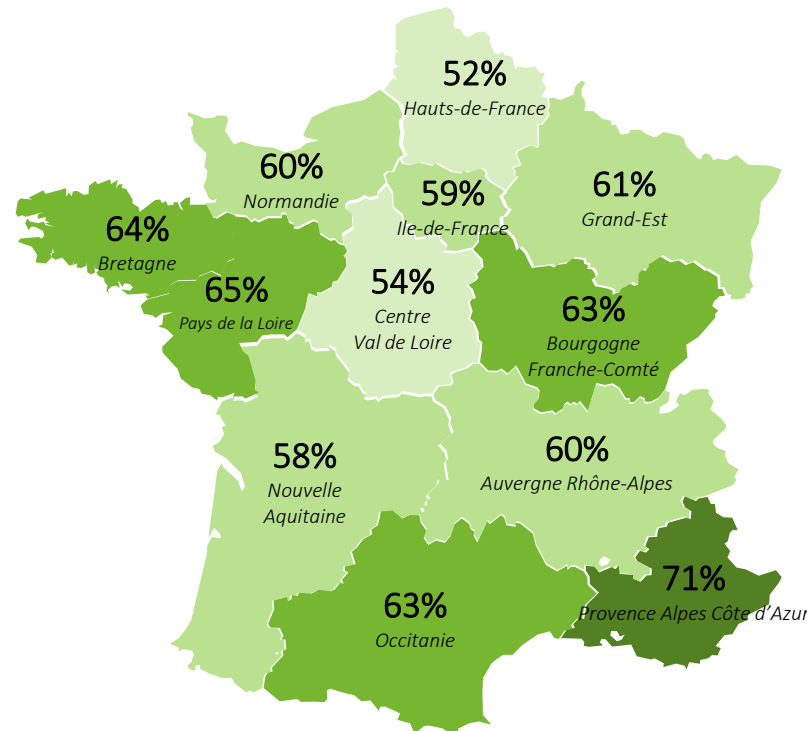 52%
Hauts-de-France
60%
Normandie
59%
Ile-de-France
61%
Grand-Est
64%
Bretagne
65%
Pays de la Loire
54%
Centre
Val de Loire
63%
Bourgogne
Franche-Comté
58%
Nouvelle
Aquitaine
60%
Auvergne Rhône-Alpes
71%
Provence Alpes Côte d'Azur
63%
Occitanie